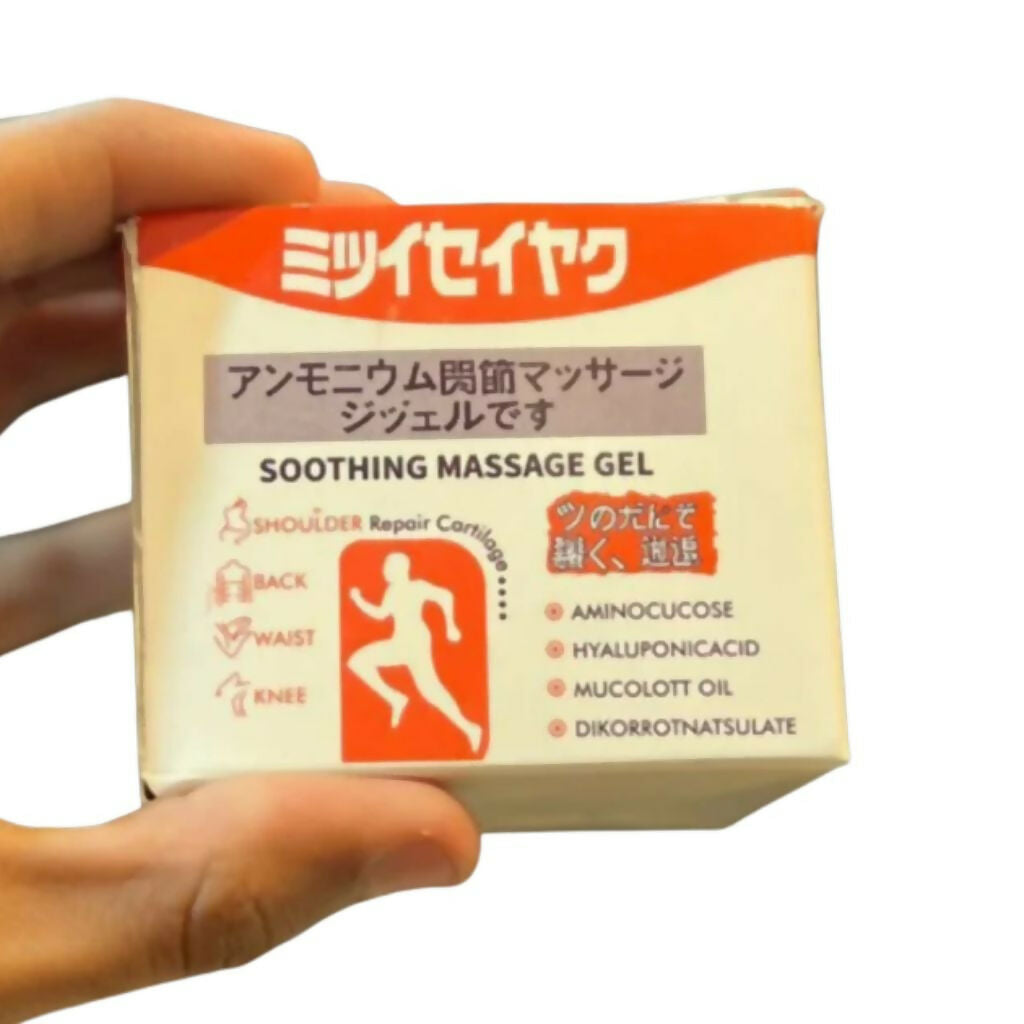 ミツイセイヤク
アンモニウム関節マッサージ
ジヅェルです
SOOTHING MASSAGE GEL
SHOULDER Repair Cartilage
BACK
WAIST
KNEE
AMINOCUCOSE
HYALUPONICACID
MUCOLOTT OIL
DIKORROTNATSULATE